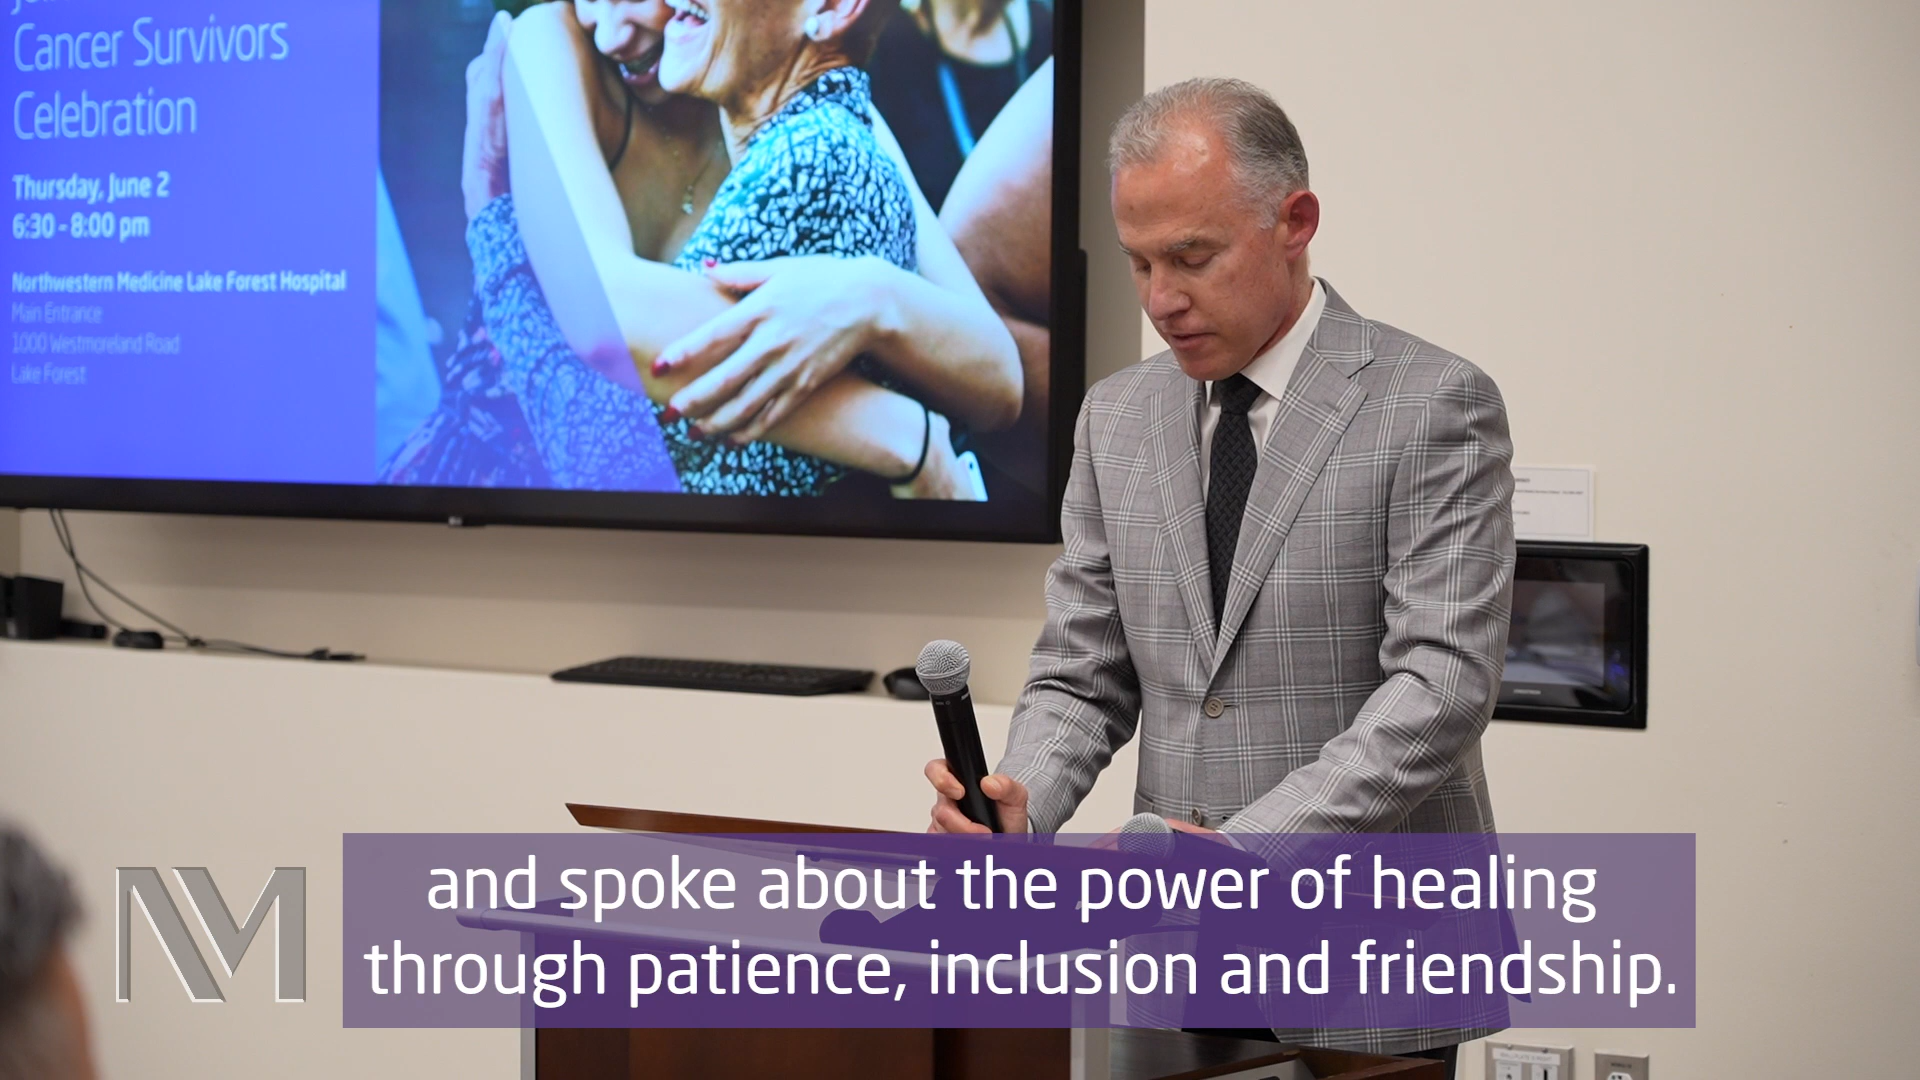 Cancer Survivors
Celebration
Thursday, June 2
6:30 - 8:00 pm
Northwestern Medicine Lake Forest Hospital
Main Entrance
1000 Westmoreland Road
Lake Forest
NM
and spoke about the power of healing
through patience, inclusion and friendship.